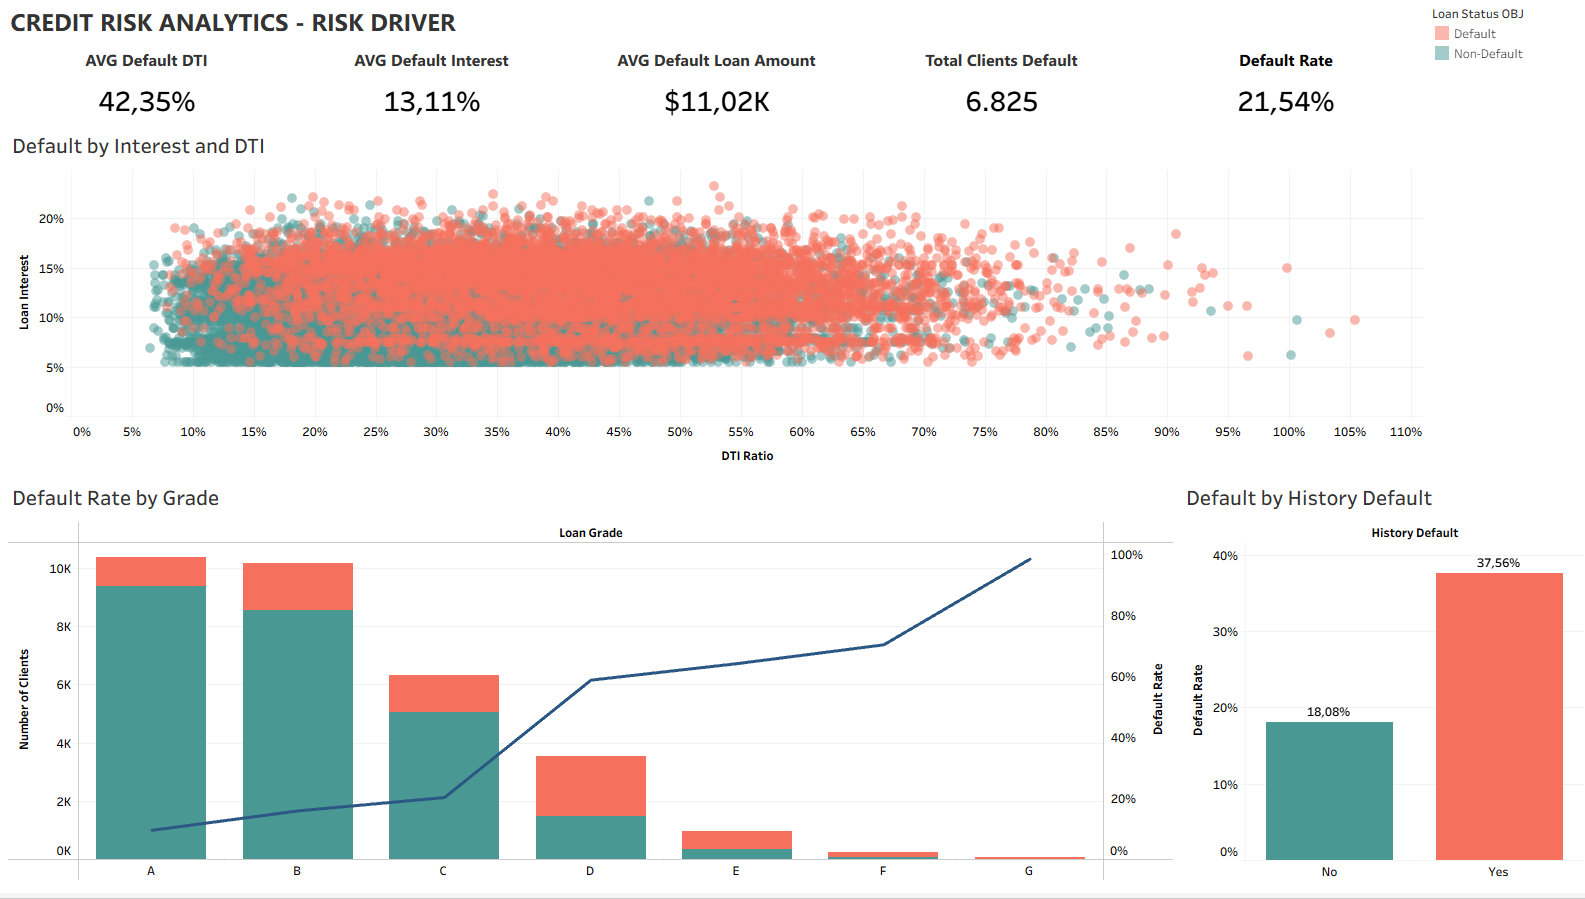 CREDIT RISK ANALYTICS - RISK DRIVER
Loan Status OBJ
Default
Non-Default
AVG Default DTI
AVG Default Interest
AVG Default Loan Amount
Total Clients Default
Default Rate
42,35%
13,11%
$11,02K
6.825
21,54%
Default by Interest and DTI
Loan Interest
20%
15%
10%
5%
0%
0% 5% 10% 15% 20% 25% 30% 35% 40% 45% 50% 55% 60% 65% 70% 75% 80% 85% 90% 95% 100% 105% 110%
DTI Ratio
Default Rate by Grade
Loan Grade
Number of Clients
10K
8K
6K
4K
2K
0K
A B C D E F G
100%
80%
60%
40%
20%
0%
Default Rate
Default by History Default
History Default
Default Rate
40%
30%
20%
10%
0%
18,08%
37,56%
No Yes